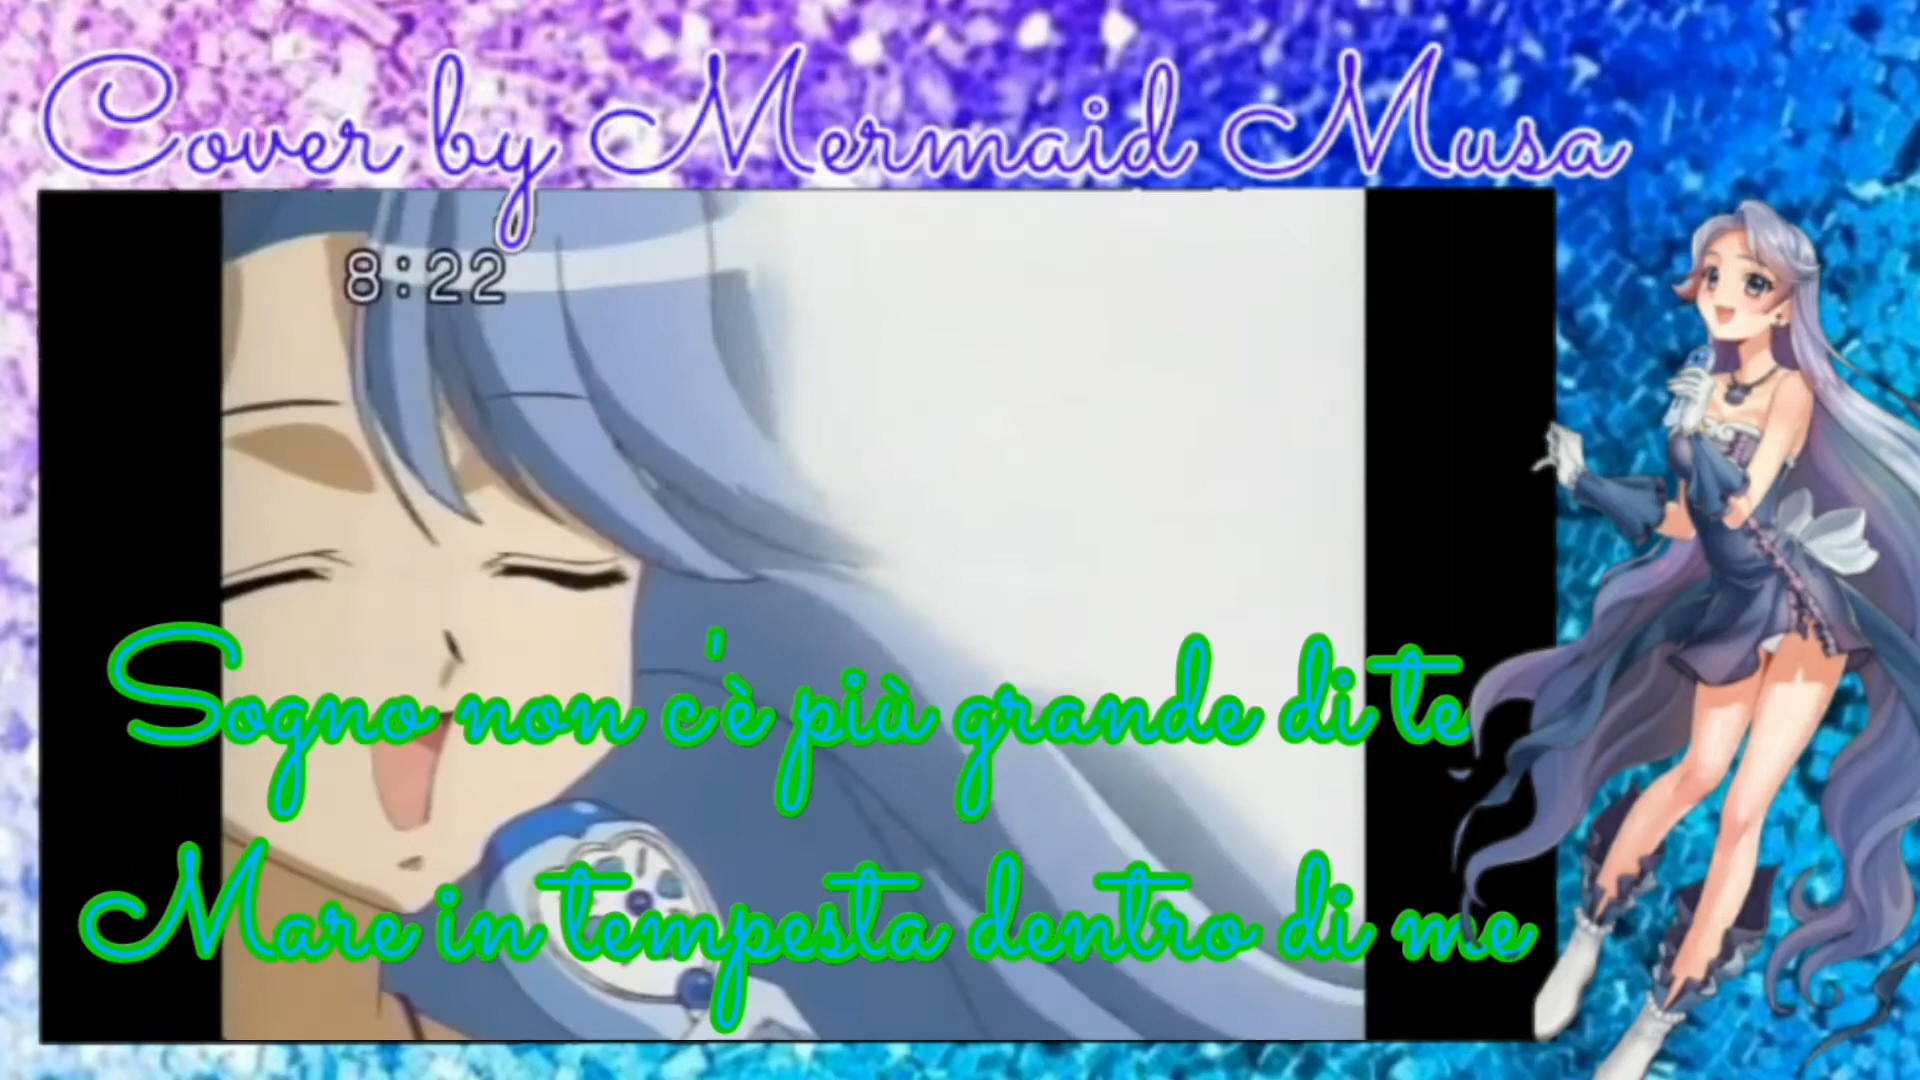 Cover by Mermaid Musa
8:22
Sogno non c'è più grande di te
Mare in tempesta dentro di me